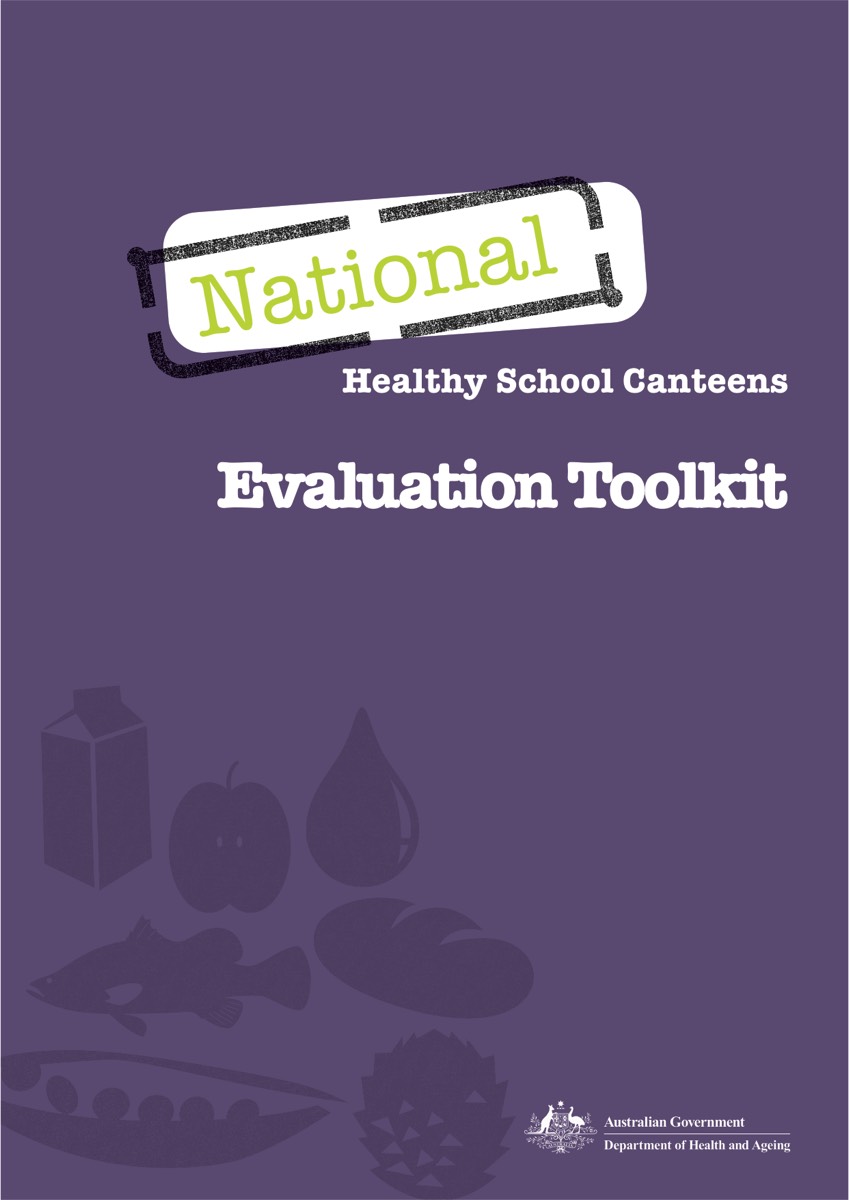 National
Healthy School Canteens
Evaluation Toolkit
Australian Government
Department of Health and Ageing